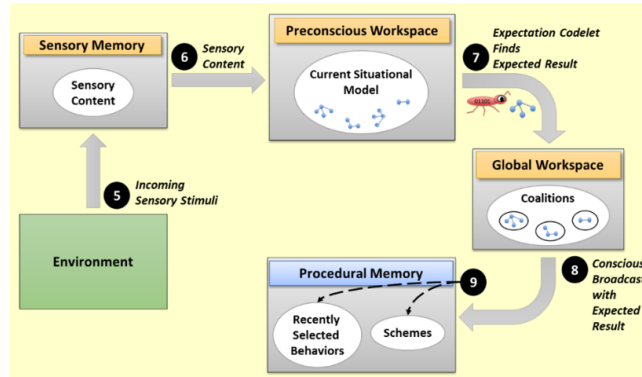 Sensory Memory
Sensory
Content
6
Sensory
Content
Preconscious Workspace
Current Situational
Model
7
Expectation Codelet
Finds
Expected Result
01101
Global Workspace
Coalitions
5
Incoming
Sensory Stimuli
Environment
8
Conscious
Broadcast
with
Expected
Result
Procedural Memory
9
Recently
Selected
Behaviors
Schemes